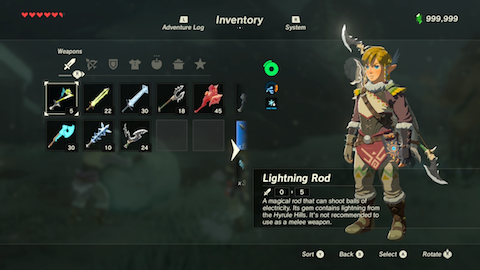 L
Inventory
R
999,999
Adventure Log
System
Weapons
R
5
22
30
18
45
30
10
24
Lightning Rod
0 › 5
A magical rod that can shoot balls of
electricity. Its gem contains lightning from
the Hyrule Hills. It's not recommended to
use as a melee weapon.
Sort Y
Back B
Select A
Rotate R